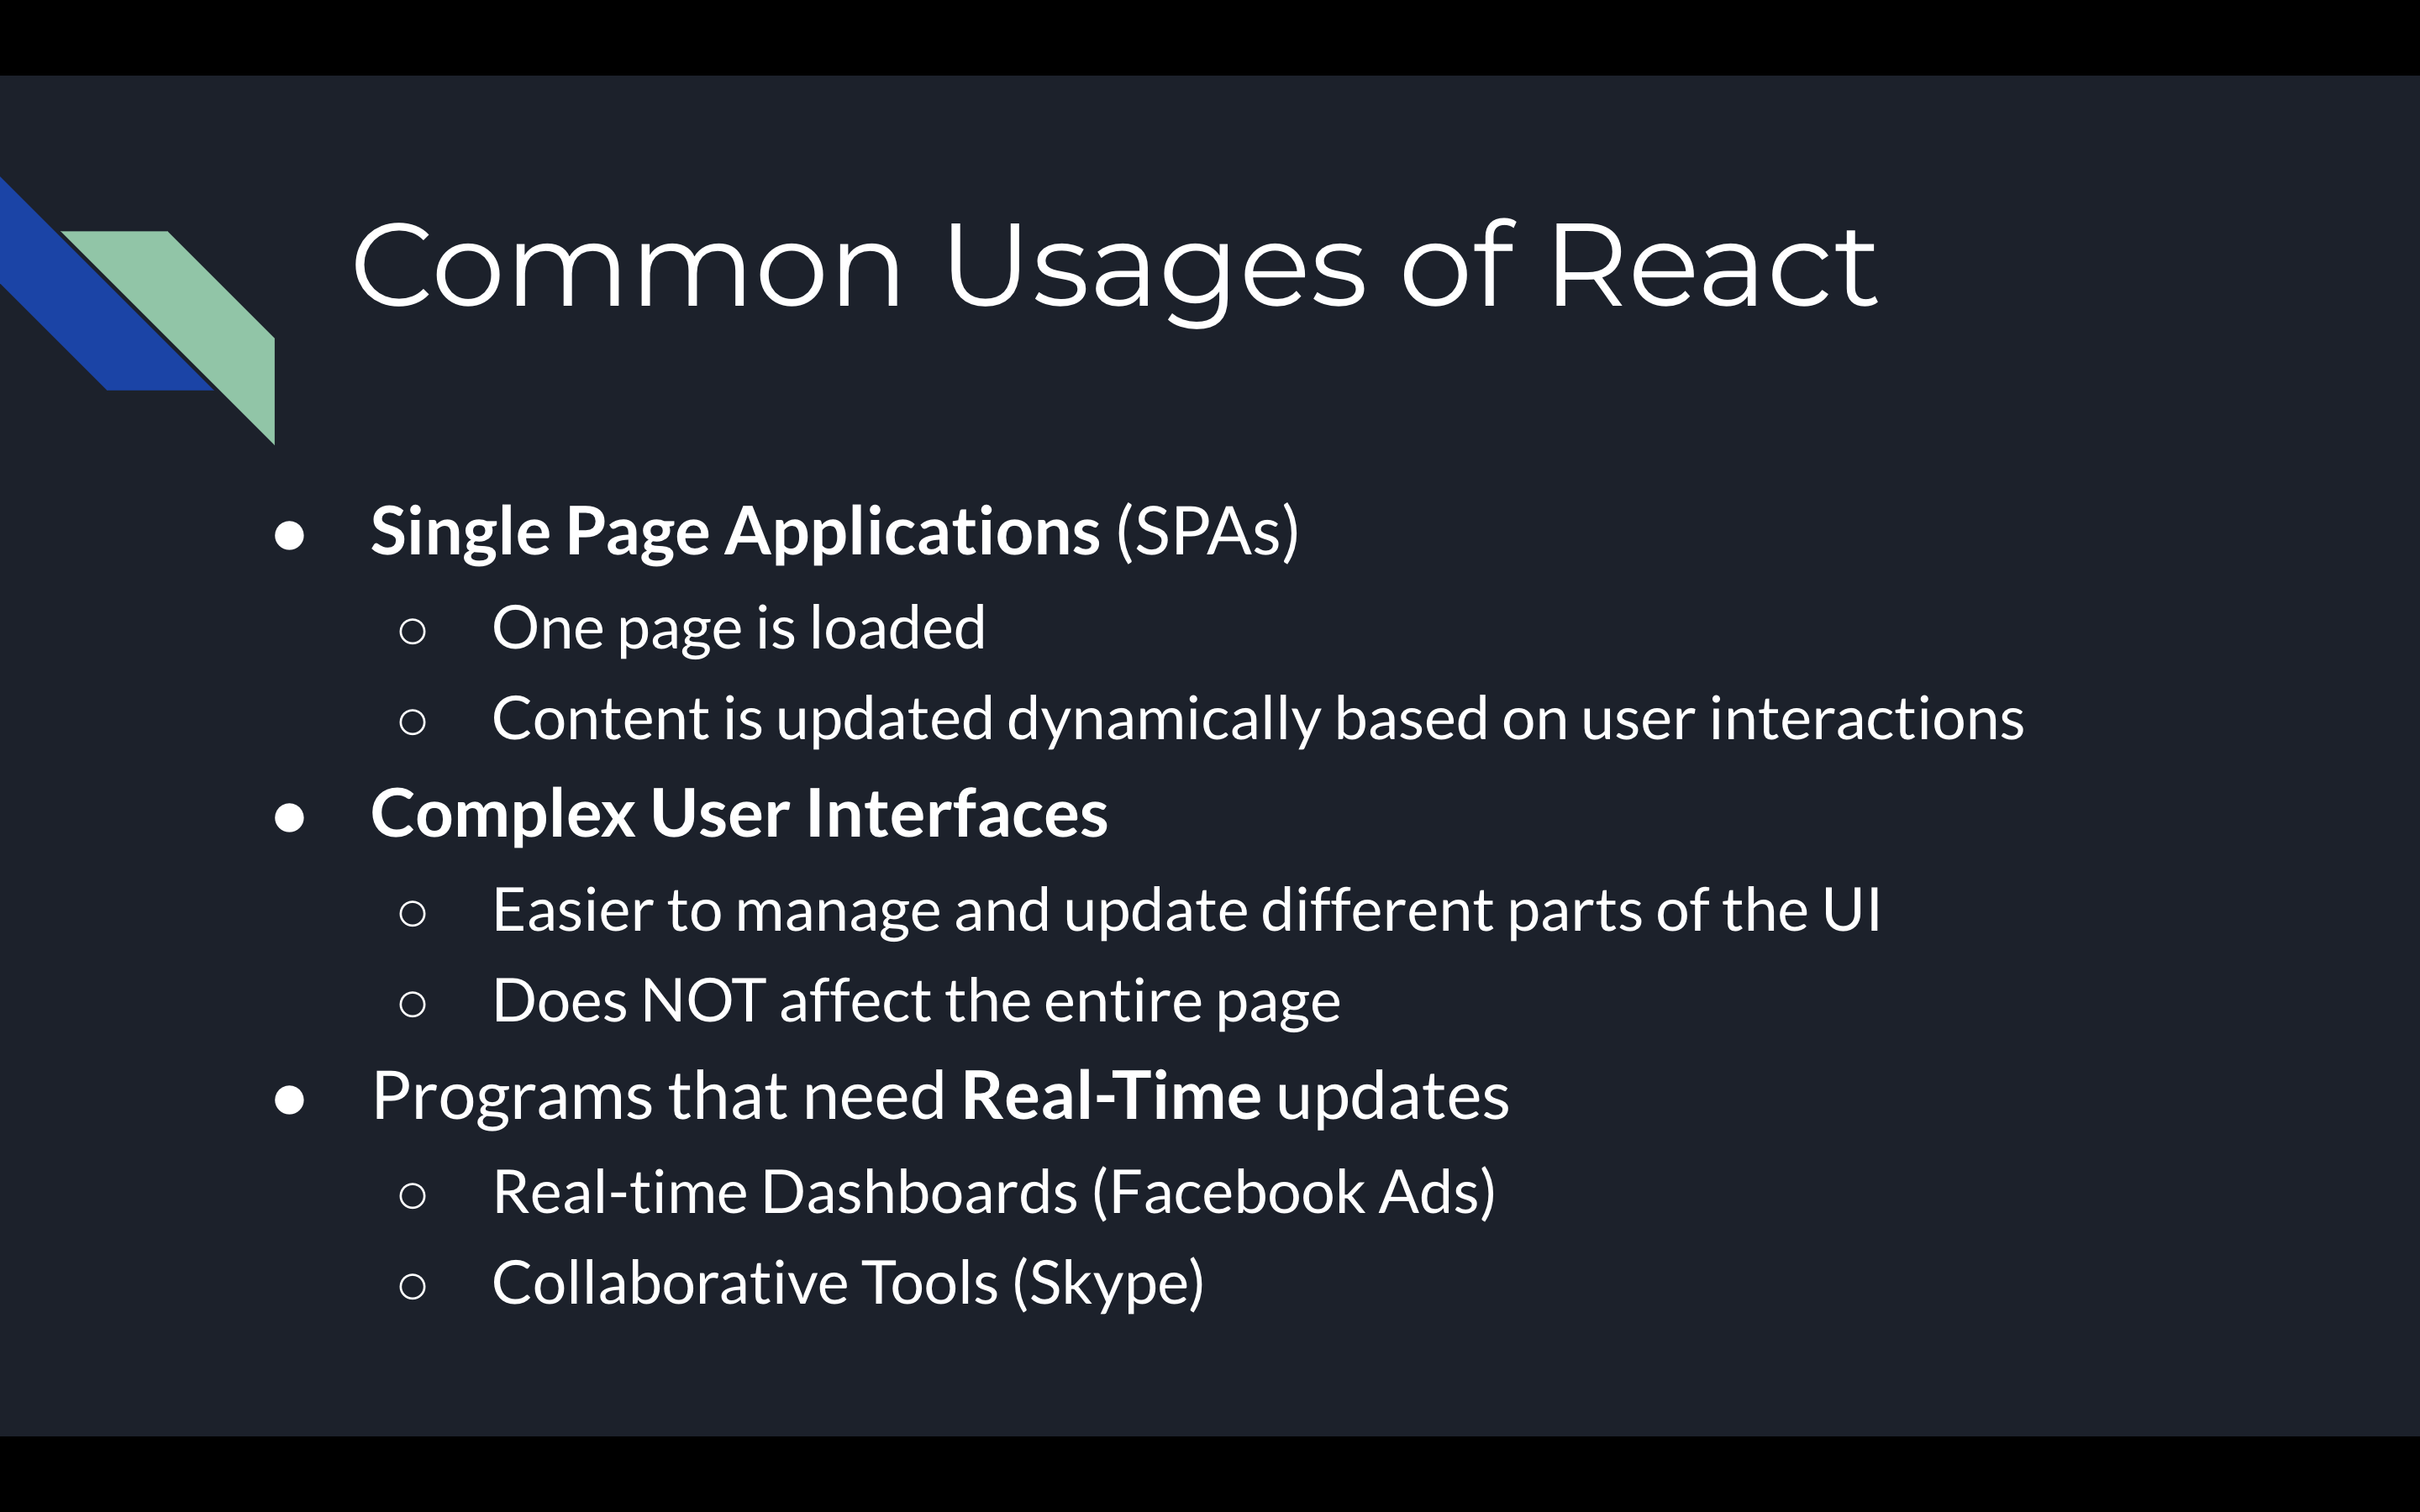 Common Usages of React
● Single Page Applications (SPAs)
○ One page is loaded
○ Content is updated dynamically based on user interactions
● Complex User Interfaces
○ Easier to manage and update different parts of the UI
○ Does NOT affect the entire page
● Programs that need Real-Time updates
○ Real-time Dashboards (Facebook Ads)
○ Collaborative Tools (Skype)